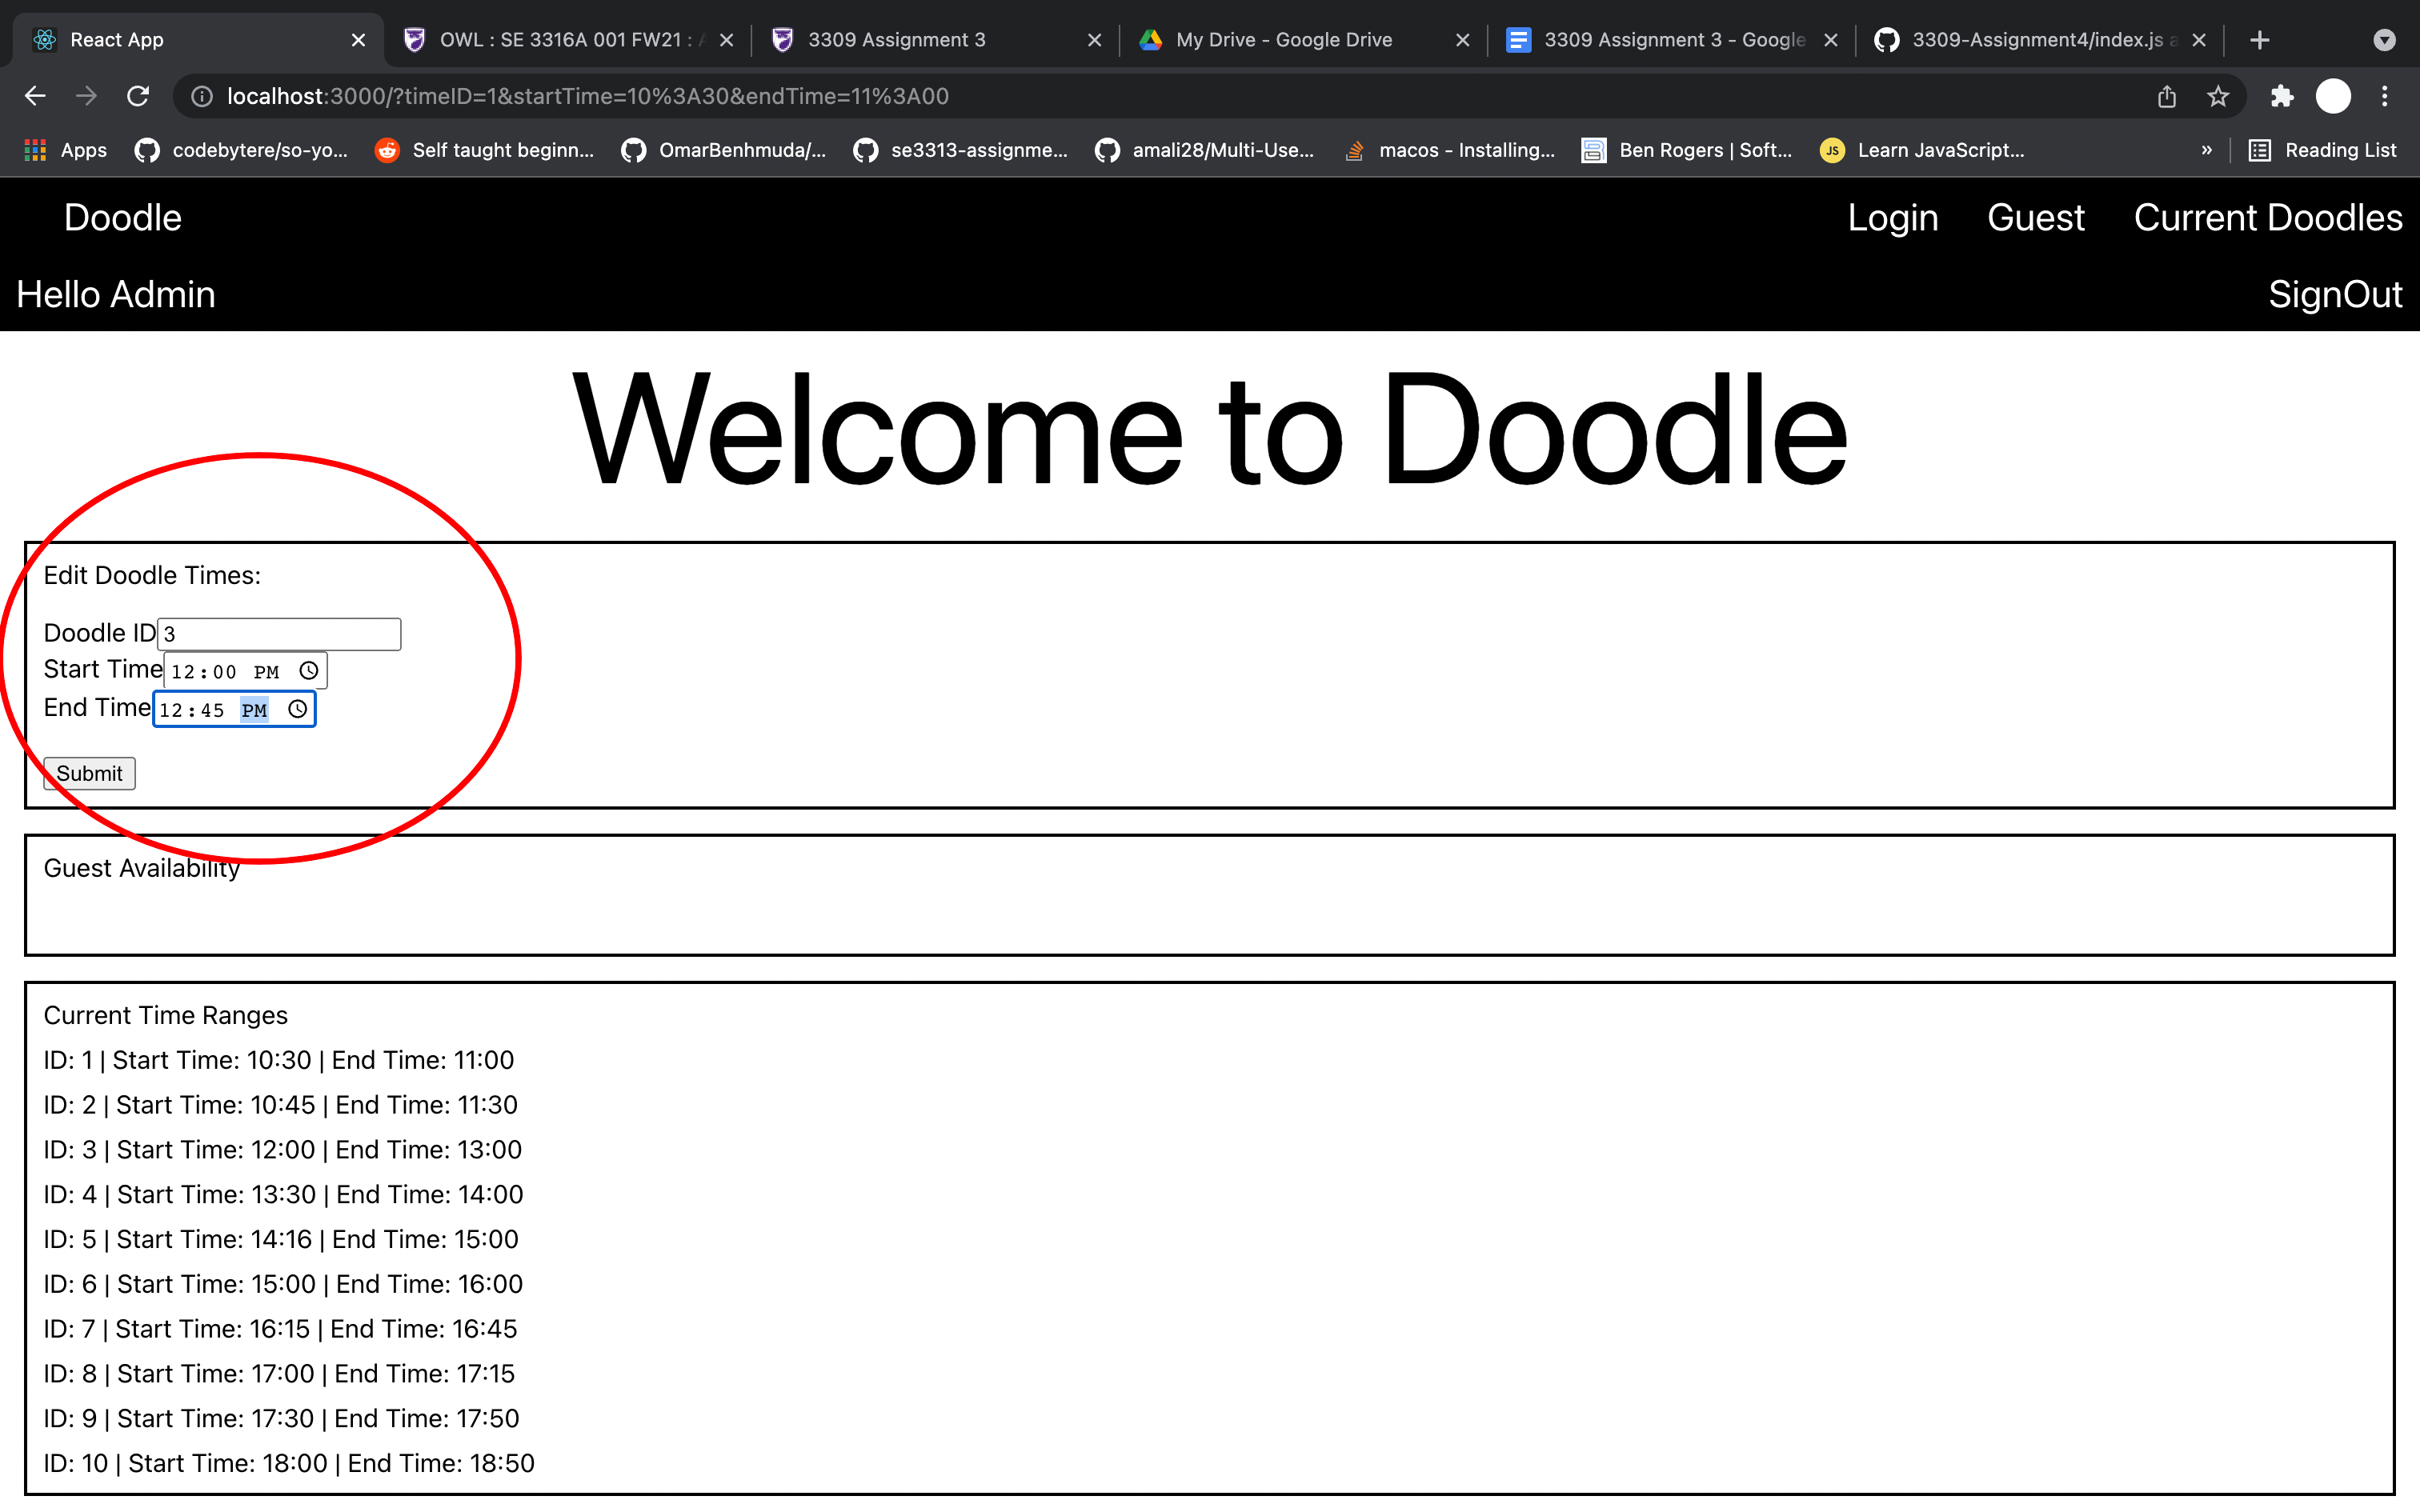 React App
OWL : SE 3316A 001 FW21 :
3309 Assignment 3
My Drive - Google Drive
3309 Assignment 3 - Google
3309-Assignment4/index.js a
localhost:3000/?timeID=1&startTime=10%3A30&endTime=11%3A00
Apps
codebytere/so-yo...
Self taught beginn...
OmarBenhmuda/...
se3313-assignme...
amali28/Multi-Use...
macos - Installing...
Ben Rogers | Soft...
JS
Learn JavaScript...
»
Reading List
Doodle
Login
Guest
Current Doodles
Hello Admin
SignOut
Welcome to Doodle
Edit Doodle Times:
Doodle ID 3
Start Time 12:00 PM
End Time 12:45 PM
Submit
Guest Availability
Current Time Ranges
ID: 1 | Start Time: 10:30 | End Time: 11:00
ID: 2 | Start Time: 10:45 | End Time: 11:30
ID: 3 | Start Time: 12:00 | End Time: 13:00
ID: 4 | Start Time: 13:30 | End Time: 14:00
ID: 5 | Start Time: 14:16 | End Time: 15:00
ID: 6 | Start Time: 15:00 | End Time: 16:00
ID: 7 | Start Time: 16:15 | End Time: 16:45
ID: 8 | Start Time: 17:00 | End Time: 17:15
ID: 9 | Start Time: 17:30 | End Time: 17:50
ID: 10 | Start Time: 18:00 | End Time: 18:50